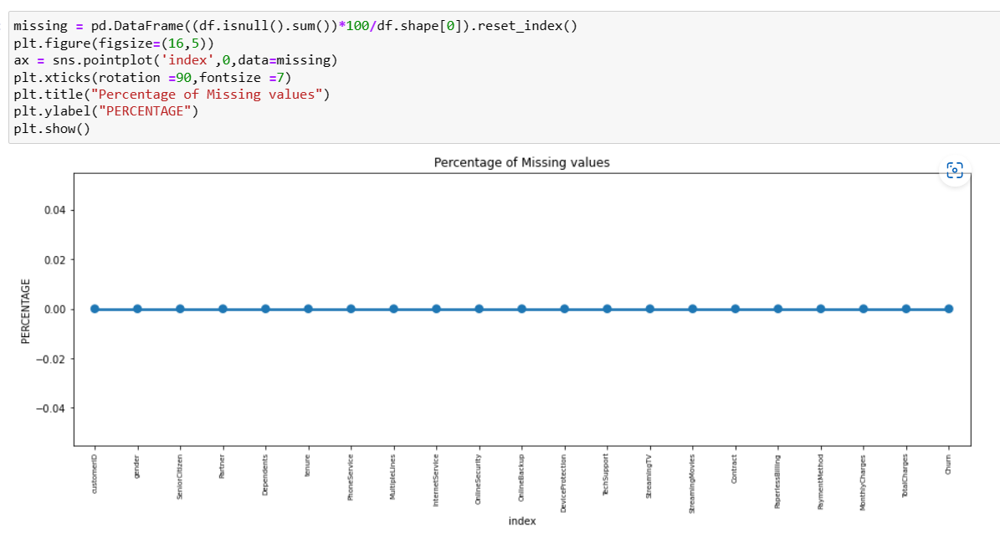 missing = pd.DataFrame((df.isnull().sum())*100/df.shape[0]).reset_index()
plt.figure(figsize=(16,5))
ax = sns.pointplot('index',0,data=missing)
plt.xticks(rotation =90,fontsize =7)
plt.title("Percentage of Missing values")
plt.ylabel("PERCENTAGE")
plt.show()
Percentage of Missing values
PERCENTAGE
0.04
0.02
0.00
−0.02
−0.04
customerID
gender
SeniorCitizen
Partner
Dependents
tenure
PhoneService
MultipleLines
InternetService
OnlineSecurity
OnlineBackup
DeviceProtection
TechSupport
StreamingTV
StreamingMovies
Contract
PaperlessBilling
PaymentMethod
MonthlyCharges
TotalCharges
Churn
index